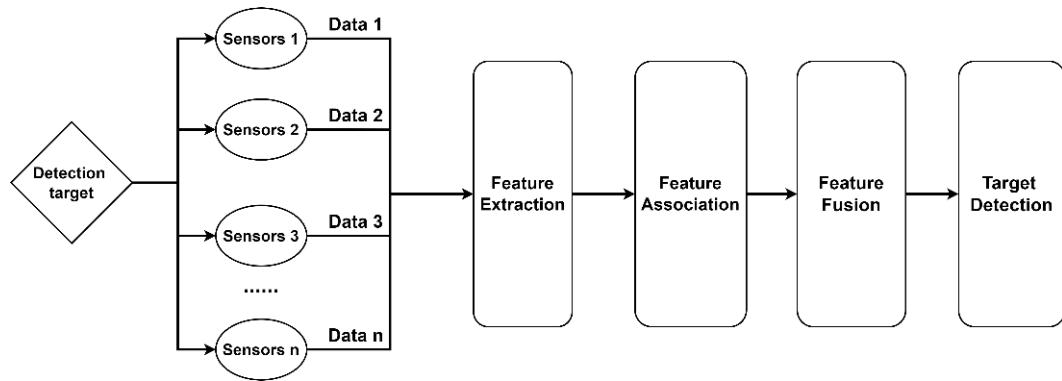 Detection
target
Sensors 1
Data 1
Sensors 2
Data 2
Sensors 3
Data 3
......
Sensors n
Data n
Feature
Extraction
Feature
Association
Feature
Fusion
Target
Detection